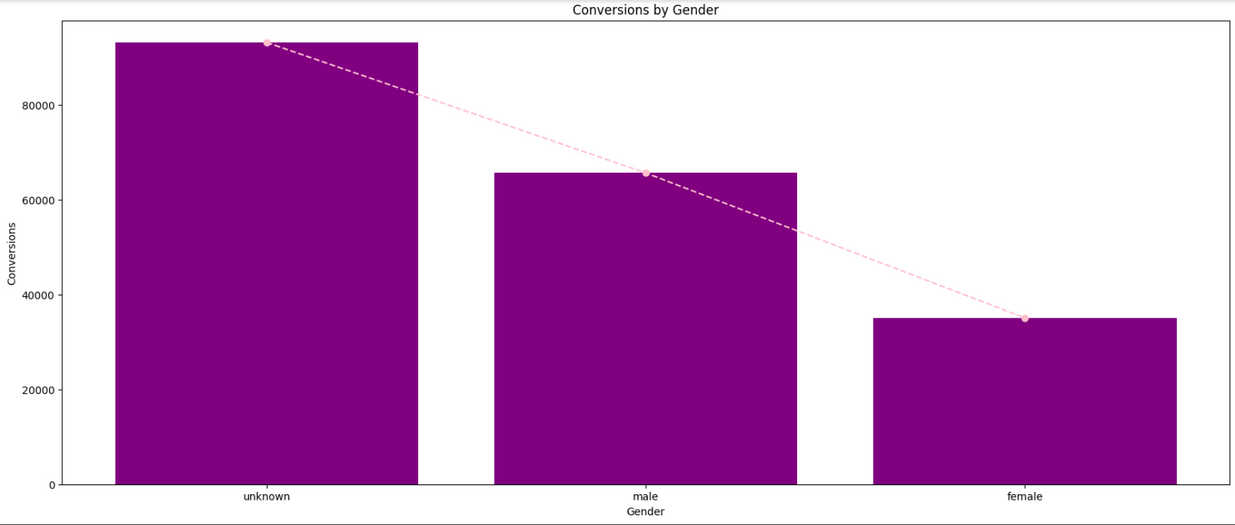 Conversions by Gender
Conversions
80000
60000
40000
20000
0
unknown male female
Gender